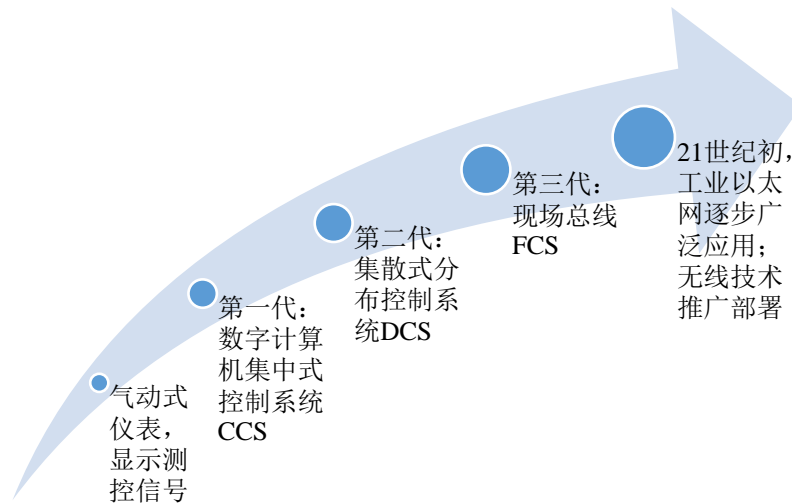 气动式
仪表，
显示测
控信号
第一代：
数字计算
机集中式
控制系统
CCS
第二代：
集散式分
布控制系
统DCS
第三代：
现场总线
FCS
21世纪初，
工业以太
网逐步广
泛应用；
无线技术
推广部署